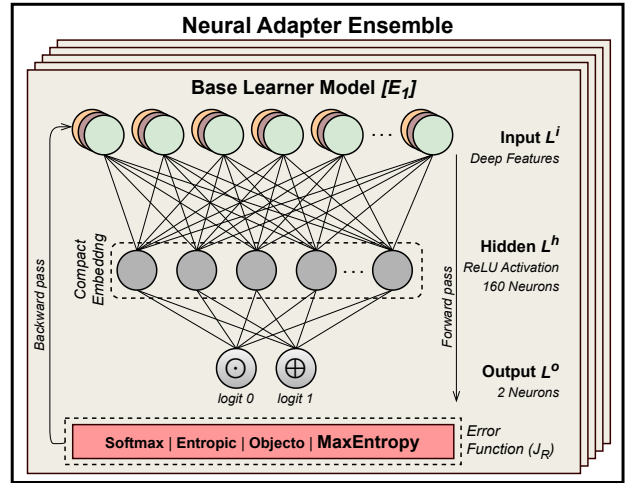 Neural Adapter Ensemble
Base Learner Model [E1]
Input Lⁱ
Deep Features
Compact
Embeddng
Hidden Lʰ
ReLU Activation
160 Neurons
Backward pass
Forward pass
Output Lᵒ
2 Neurons
logit 0 logit 1
Softmax | Entropic | Objecto | MaxEntropy
Error
Function (JR)